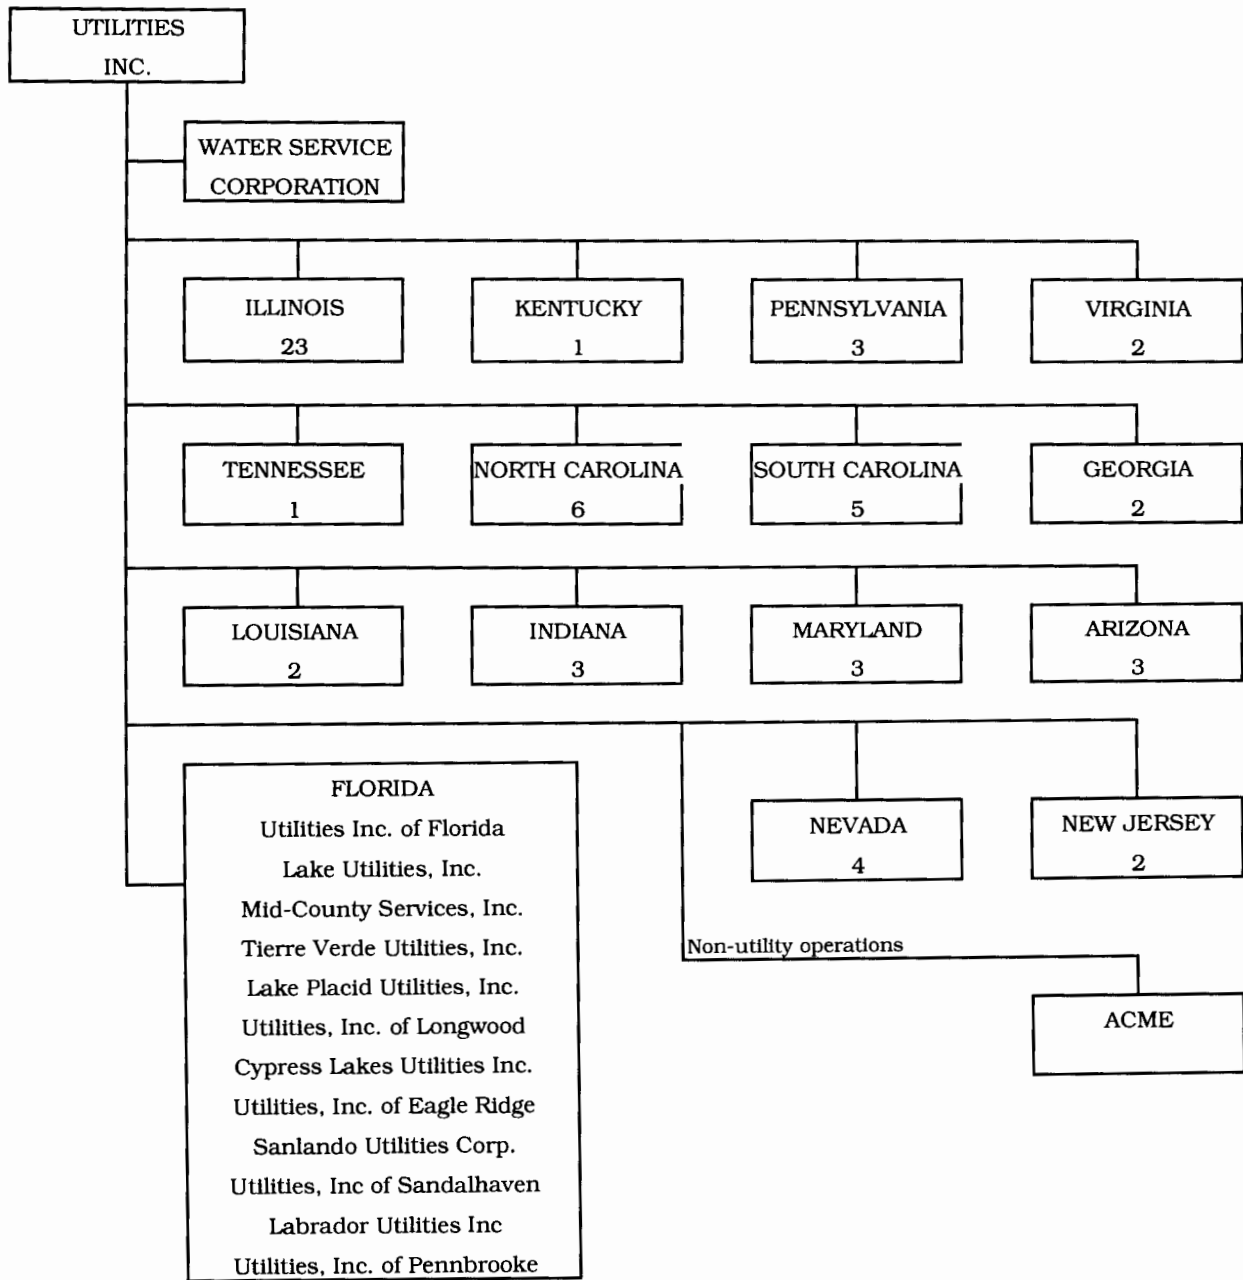 UTILITIES
INC.
WATER SERVICE
CORPORATION
ILLINOIS
23
KENTUCKY
1
PENNSYLVANIA
3
VIRGINIA
2
TENNESSEE
1
NORTH CAROLINA
6
SOUTH CAROLINA
5
GEORGIA
2
LOUISIANA
2
INDIANA
3
MARYLAND
3
ARIZONA
3
FLORIDA
Utilities Inc. of Florida
Lake Utilities, Inc.
Mid-County Services, Inc.
Tierre Verde Utilities, Inc.
Lake Placid Utilities, Inc.
Utilities, Inc. of Longwood
Cypress Lakes Utilities Inc.
Utilities, Inc. of Eagle Ridge
Sanlando Utilities Corp.
Utilities, Inc of Sandalhaven
Labrador Utilities Inc
Utilities, Inc. of Pennbrooke
NEVADA
4
NEW JERSEY
2
Non-utility operations
ACME